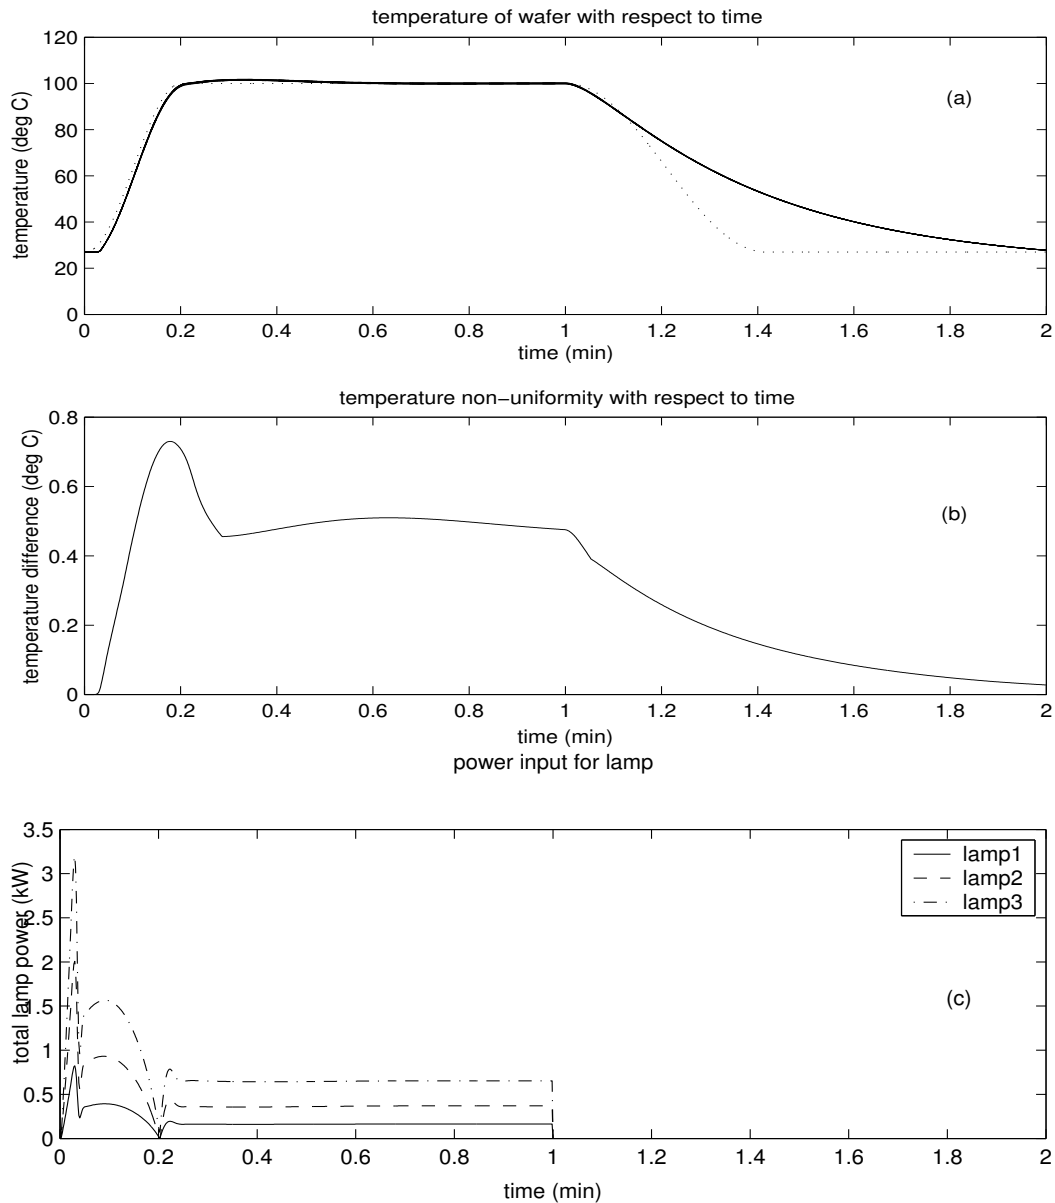 temperature of wafer with respect to time
120
100
80
60
40
20
0
temperature (deg C)
(a)
0 0.2 0.4 0.6 0.8 1 1.2 1.4 1.6 1.8 2
time (min)
temperature non−uniformity with respect to time
0.8
0.6
0.4
0.2
0
temperature difference (deg C)
(b)
0 0.2 0.4 0.6 0.8 1 1.2 1.4 1.6 1.8 2
time (min)
power input for lamp
3.5
3
2.5
2
1.5
1
0.5
0
total lamp power (kW)
lamp1
lamp2
lamp3
(c)
0 0.2 0.4 0.6 0.8 1 1.2 1.4 1.6 1.8 2
time (min)